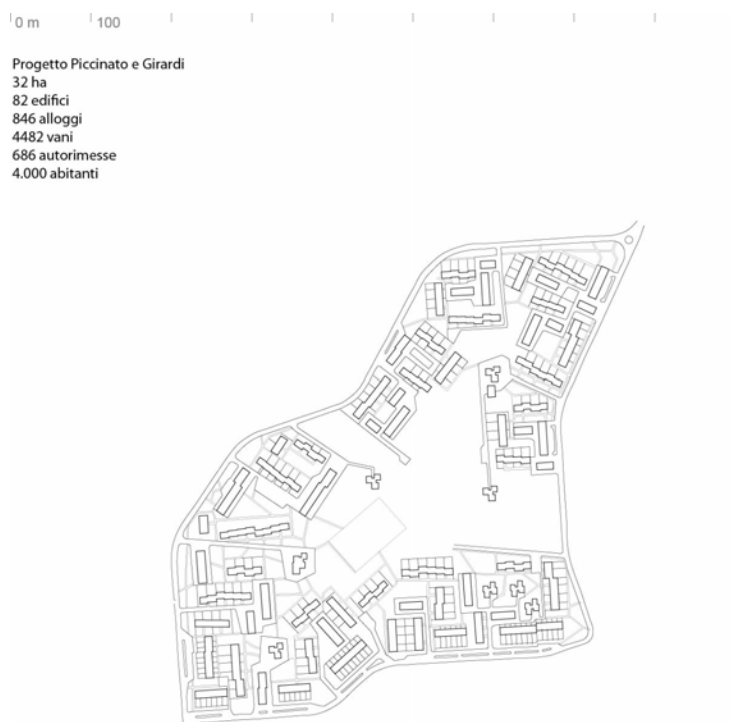 0 m 100
Progetto Piccinato e Girardi
32 ha
82 edifici
846 alloggi
4482 vani
686 autorimesse
4.000 abitanti